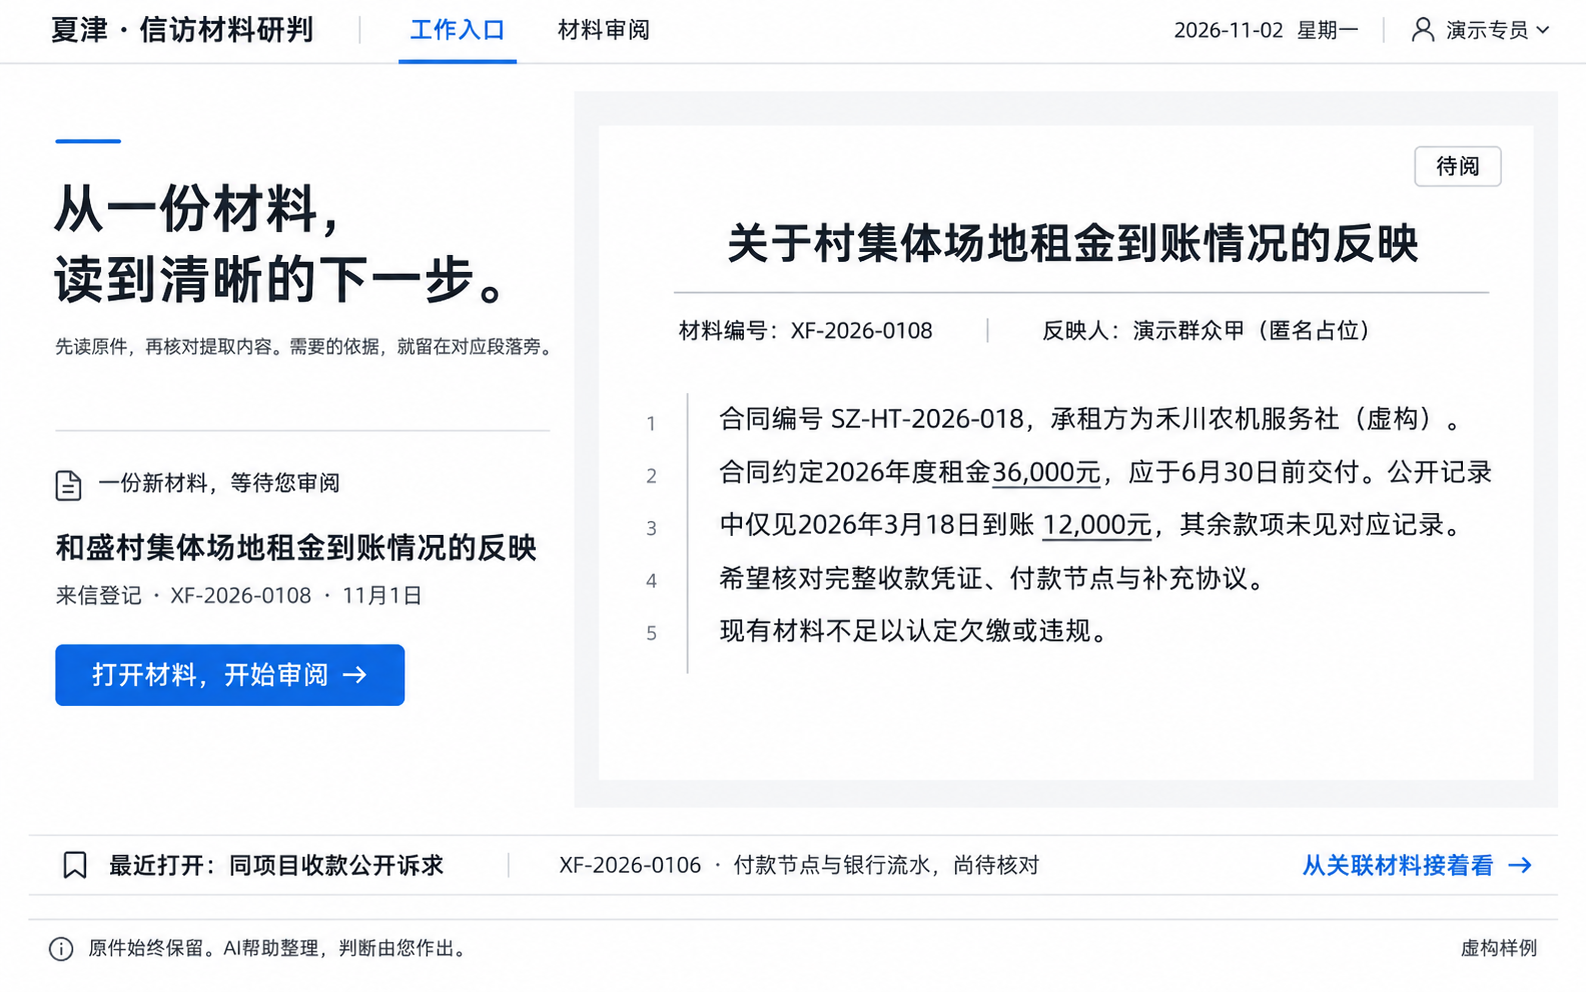 夏津·信访材料研判
工作入口
材料审阅
2026-11-02 星期一
演示专员
从一份材料，
读到清晰的下一步。
先读原件，再核对提取内容。需要的依据，就留在对应段落旁。
一份新材料，等待您审阅
和盛村集体场地租金到账情况的反映
来信登记 · XF-2026-0108 · 11月1日
打开材料，开始审阅 →
待阅
关于村集体场地租金到账情况的反映
材料编号：XF-2026-0108
反映人：演示群众甲（匿名占位）
1 合同编号 SZ-HT-2026-018，承租方为禾川农机服务社（虚构）。
2 合同约定2026年度租金36,000元，应于6月30日前交付。公开记录
3 中仅见2026年3月18日到账 12,000元，其余款项未见对应记录。
4 希望核对完整收款凭证、付款节点与补充协议。
5 现有材料不足以认定欠缴或违规。
最近打开：同项目收款公开诉求
XF-2026-0106 · 付款节点与银行流水，尚待核对
从关联材料接着看 →
原件始终保留。AI帮助整理，判断由您作出。
虚构样例